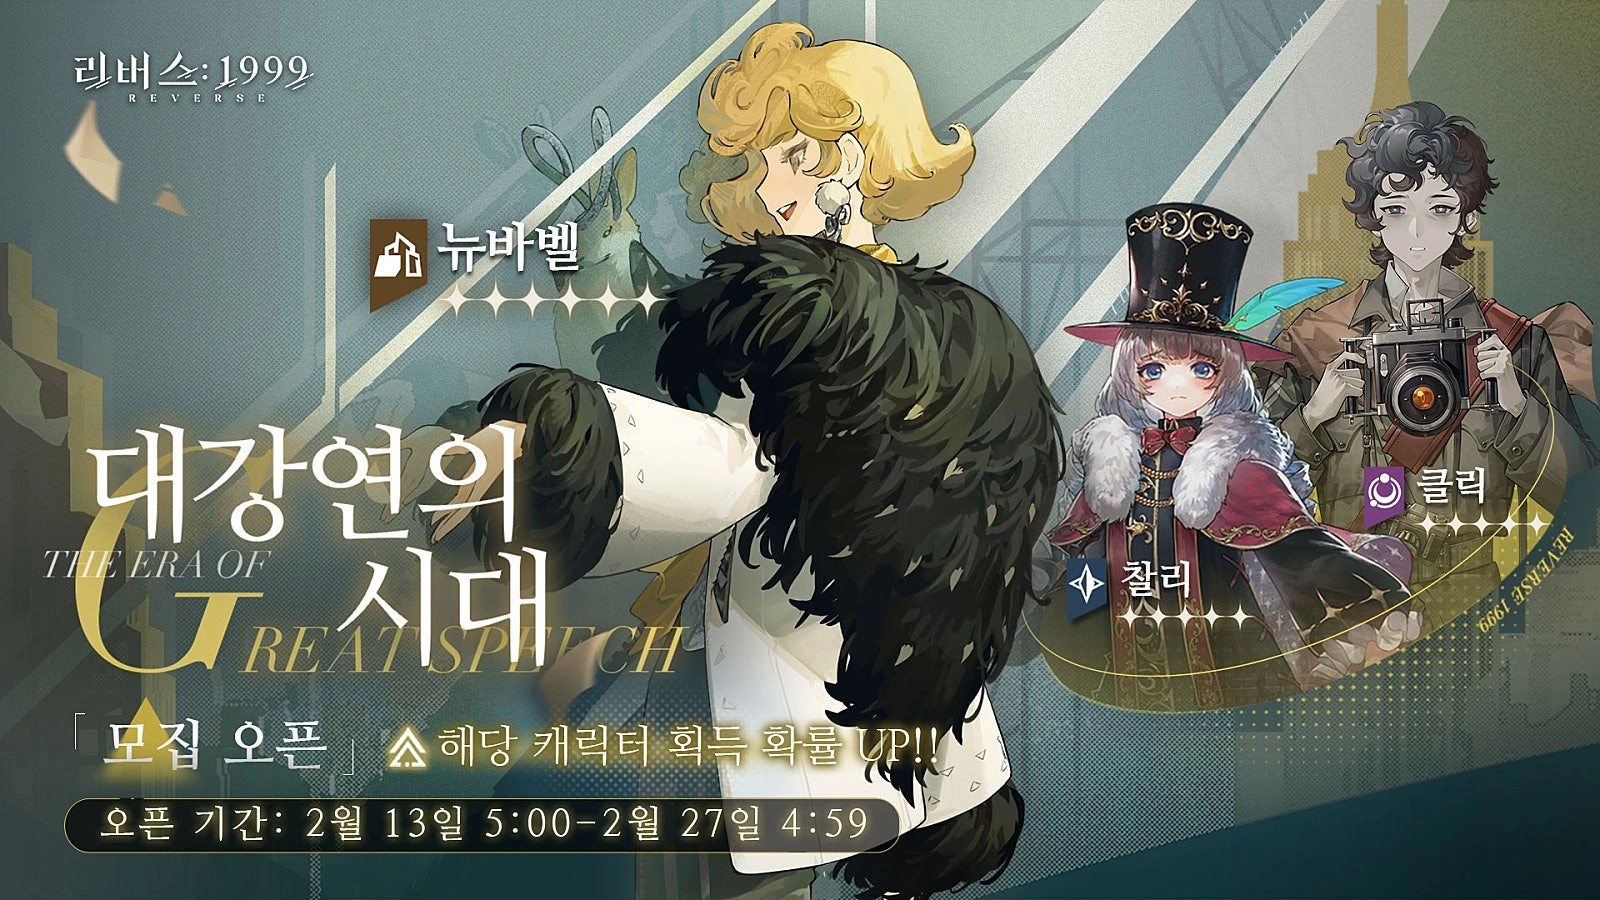 리버스:1999
REVERSE
뉴바벨
클릭
찰리
대강연의
시대
THE ERA OF
GREAT SPEECH
「모집 오픈」 해당 캐릭터 획득 확률 UP!!
오픈 기간: 2월 13일 5:00-2월 27일 4:59
REVERSE 1999